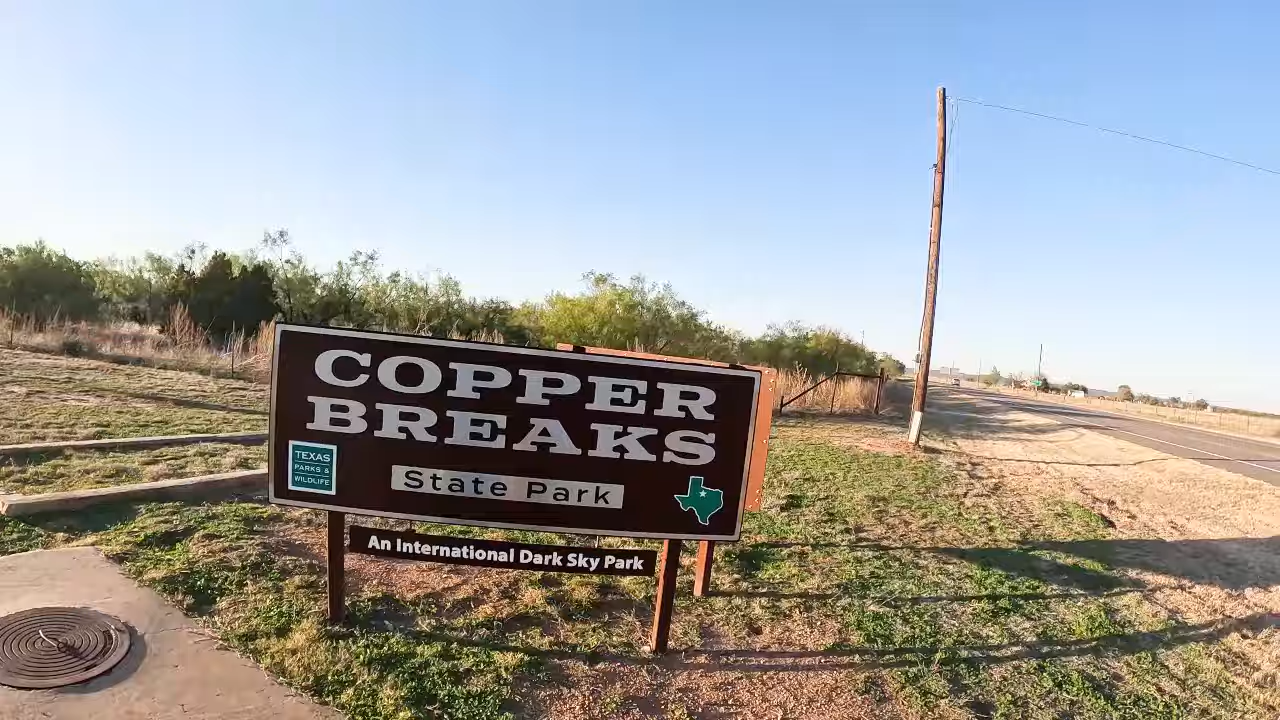 COPPER
BREAKS
TEXAS
PARKS &
WILDLIFE
State Park
An International Dark Sky Park